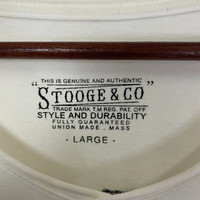 "THIS IS GENUINE AND AUTHENTIC"
STOOGE & CO
TRADE MARK T.M REG. PAT. OFF
STYLE AND DURABILITY
FULLY GUARANTEED
UNION MADE, MASS
- LARGE -